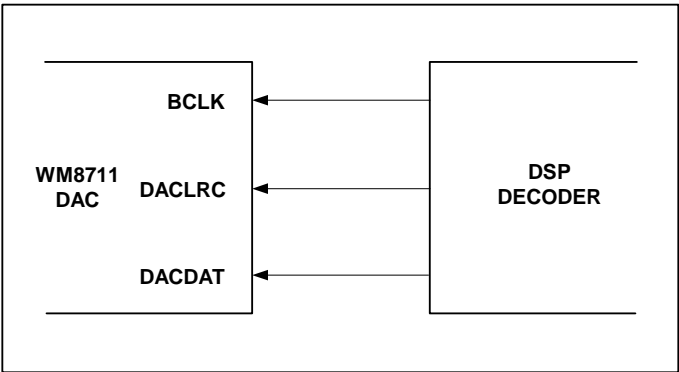 BCLK
WM8711
DAC
DACLRC
DACDAT
DSP
DECODER